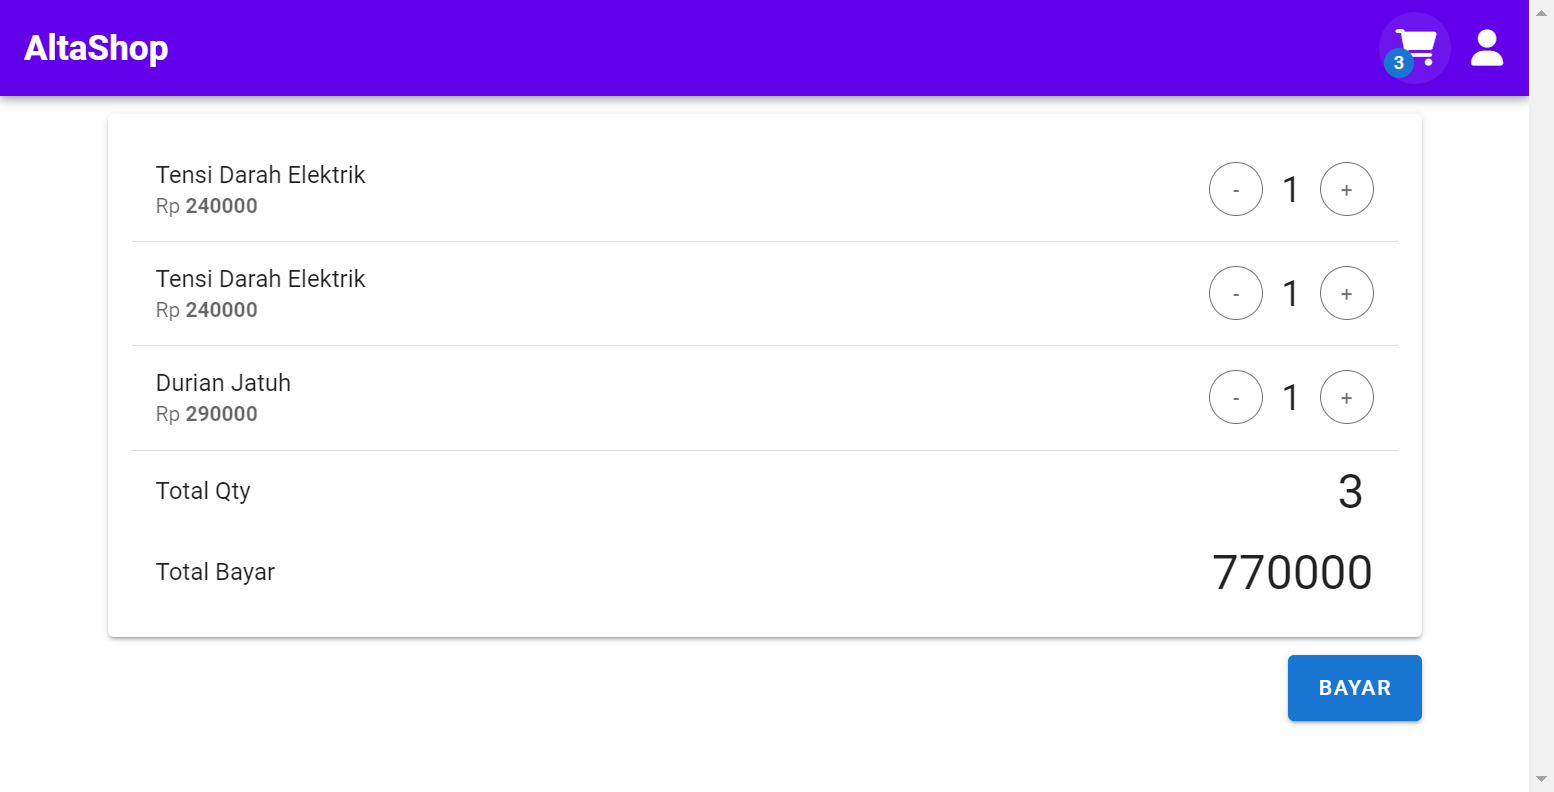 AltaShop
3
Tensi Darah Elektrik
Rp 240000
- 1 +
Tensi Darah Elektrik
Rp 240000
- 1 +
Durian Jatuh
Rp 290000
- 1 +
Total Qty 3
Total Bayar 770000
BAYAR